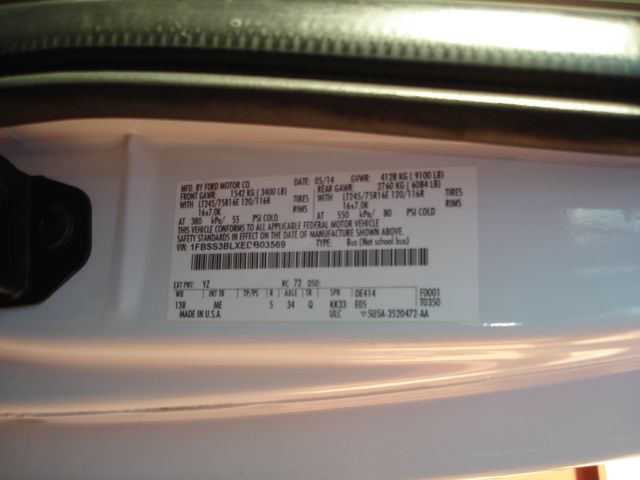 MFD. BY FORD MOTOR CO. DATE: 05/14 GVWR: 4128 KG ( 9100 LB)
FRONT GAWR: 1542 KG ( 3400 LB) REAR GAWR: 2760 KG ( 6084 LB)
WITH LT245/75R16E 120/116R TIRES WITH LT245/75R16E 120/116R TIRES
16x7.0K RIMS 16x7.0K RIMS
AT 380 kPa/ 55 PSI COLD AT 550 kPa/ 80 PSI COLD
THIS VEHICLE CONFORMS TO ALL APPLICABLE FEDERAL MOTOR VEHICLE
SAFETY STANDARDS IN EFFECT ON THE DATE OF MANUFACTURE SHOWN ABOVE.
VIN: 1FBSS3BLXEDB03569 TYPE: Bus (Not school bus)
EXT PNT: YZ RC: 72 DSO:
WB INT TR TP/PS R AXLE TR SPR DE414 F0001
138 ME 5 34 Q KK33 E05 T0350
MADE IN U.S.A. ULC ▽5U5A-3520472-AA